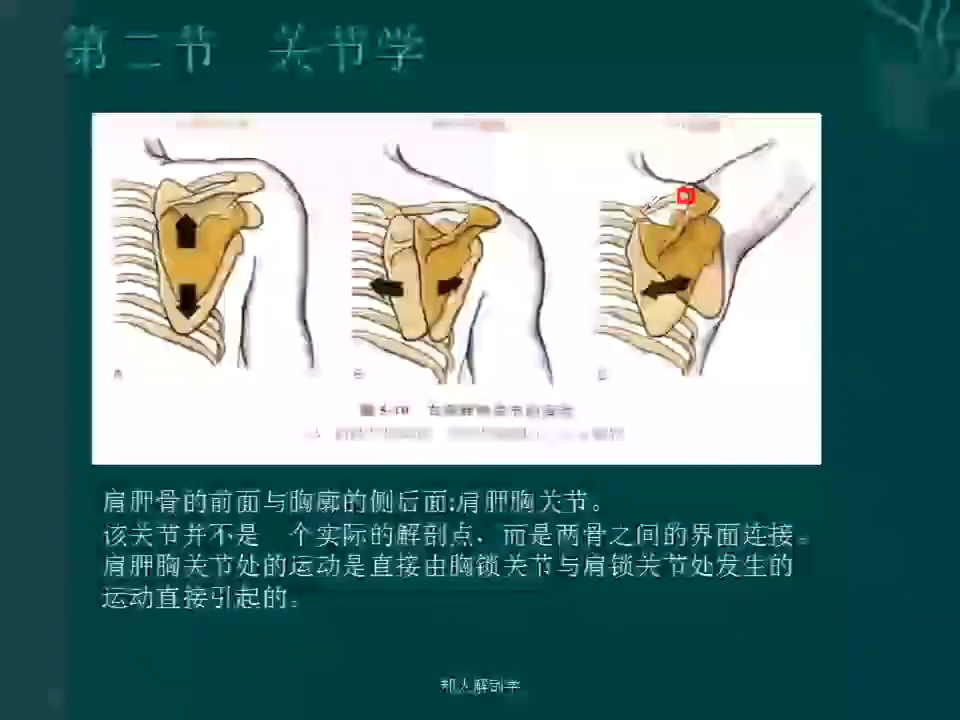 第二节 关节学
A
B
肩胛骨的前面与胸廓的侧后面:肩胛胸关节。
该关节并不是 个实际的解剖点、而是两骨之间的界面连接。
肩胛胸关节处的运动是直接由胸锁关节与肩锁关节处发生的
运动直接引起的。